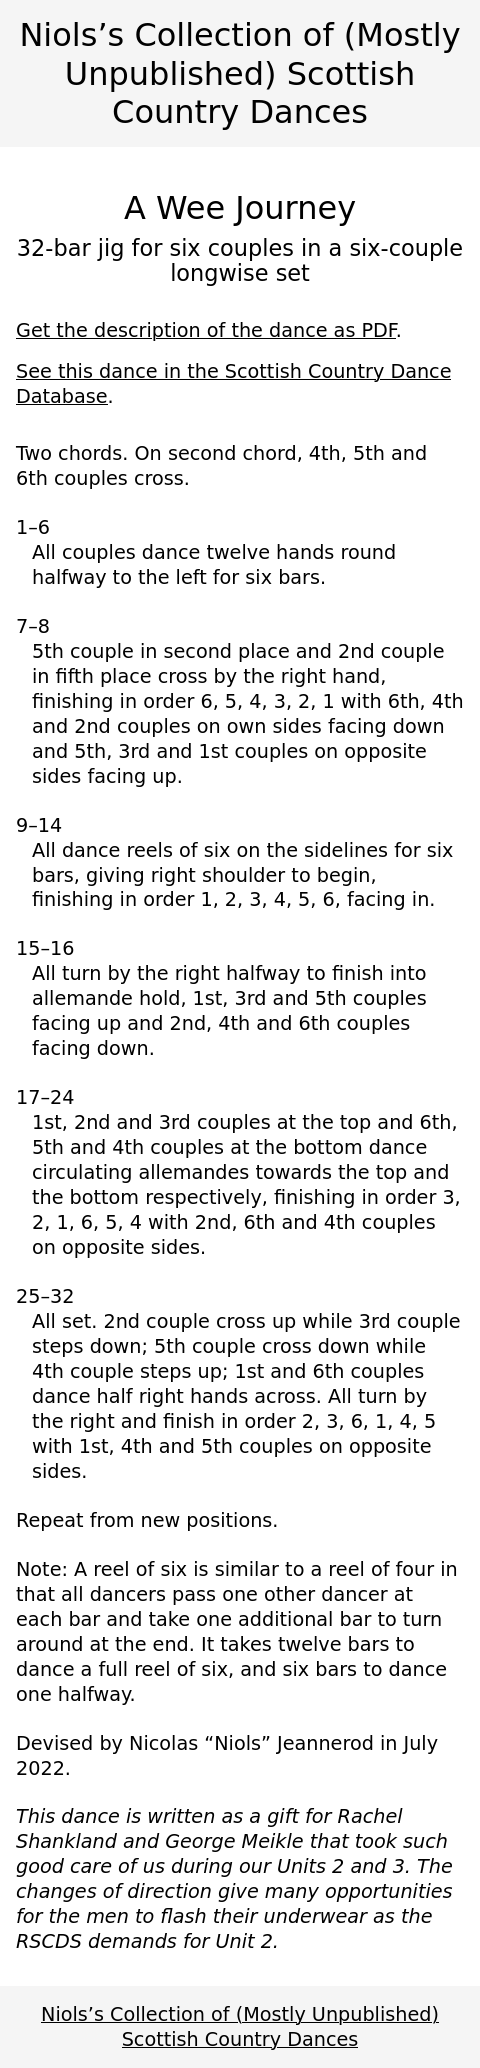 Niols’s Collection of (Mostly
Unpublished) Scottish
Country Dances
A Wee Journey
32-bar jig for six couples in a six-couple
longwise set
Get the description of the dance as PDF.
See this dance in the Scottish Country Dance
Database.
Two chords. On second chord, 4th, 5th and
6th couples cross.
1–6
All couples dance twelve hands round
halfway to the left for six bars.
7–8
5th couple in second place and 2nd couple
in fifth place cross by the right hand,
finishing in order 6, 5, 4, 3, 2, 1 with 6th, 4th
and 2nd couples on own sides facing down
and 5th, 3rd and 1st couples on opposite
sides facing up.
9–14
All dance reels of six on the sidelines for six
bars, giving right shoulder to begin,
finishing in order 1, 2, 3, 4, 5, 6, facing in.
15–16
All turn by the right halfway to finish into
allemande hold, 1st, 3rd and 5th couples
facing up and 2nd, 4th and 6th couples
facing down.
17–24
1st, 2nd and 3rd couples at the top and 6th,
5th and 4th couples at the bottom dance
circulating allemandes towards the top and
the bottom respectively, finishing in order 3,
2, 1, 6, 5, 4 with 2nd, 6th and 4th couples
on opposite sides.
25–32
All set. 2nd couple cross up while 3rd couple
steps down; 5th couple cross down while
4th couple steps up; 1st and 6th couples
dance half right hands across. All turn by
the right and finish in order 2, 3, 6, 1, 4, 5
with 1st, 4th and 5th couples on opposite
sides.
Repeat from new positions.
Note: A reel of six is similar to a reel of four in
that all dancers pass one other dancer at
each bar and take one additional bar to turn
around at the end. It takes twelve bars to
dance a full reel of six, and six bars to dance
one halfway.
Devised by Nicolas “Niols” Jeannerod in July
2022.
This dance is written as a gift for Rachel
Shankland and George Meikle that took such
good care of us during our Units 2 and 3. The
changes of direction give many opportunities
for the men to flash their underwear as the
RSCDS demands for Unit 2.
Niols’s Collection of (Mostly Unpublished)
Scottish Country Dances